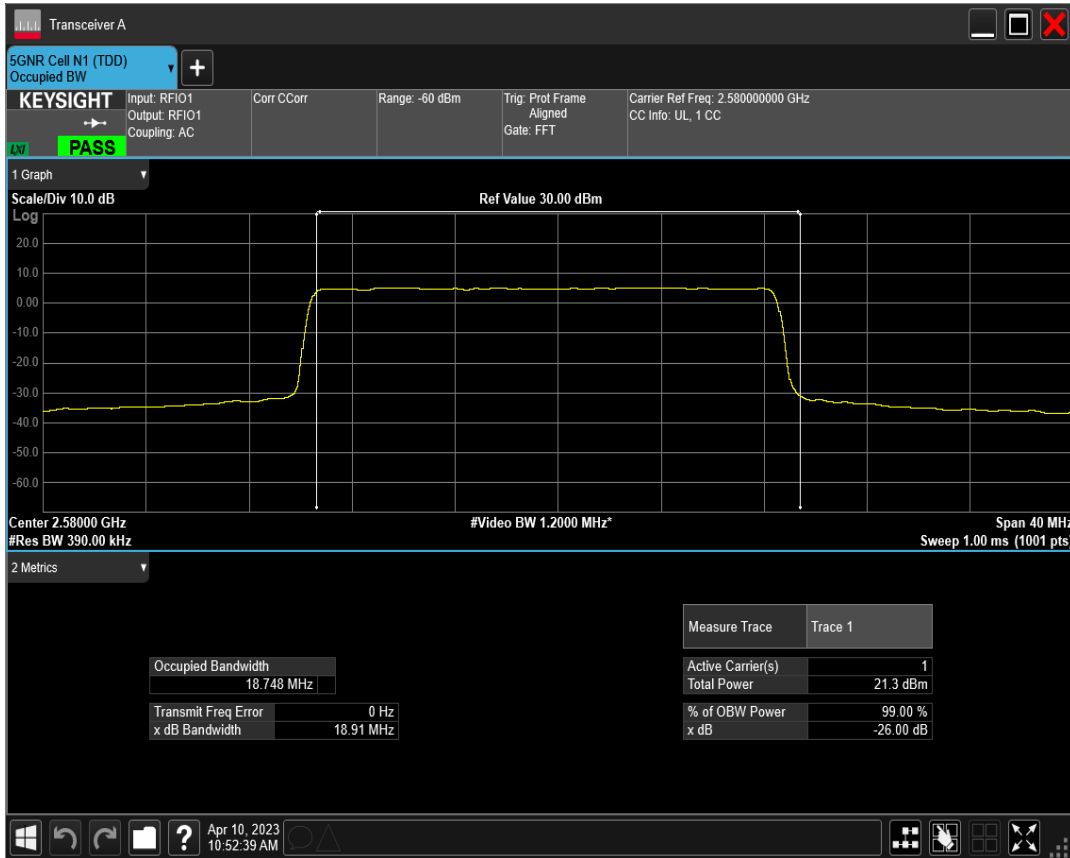 Transceiver A
5GNR Cell N1 (TDD)
Occupied BW
+
KEYSIGHT
LXI
PASS
Input: RFIO1
Output: RFIO1
Coupling: AC
Corr CCorr
Range: -60 dBm
Trig: Prot Frame
Aligned
Gate: FFT
Carrier Ref Freq: 2.580000000 GHz
CC Info: UL, 1 CC
1 Graph
Scale/Div 10.0 dB
Ref Value 30.00 dBm
Log
20.0
10.0
0.00
-10.0
-20.0
-30.0
-40.0
-50.0
-60.0
Center 2.58000 GHz
#Video BW 1.2000 MHz*
Span 40 MHz
#Res BW 390.00 kHz
Sweep 1.00 ms (1001 pts)
2 Metrics
Measure Trace Trace 1
Occupied Bandwidth
18.748 MHz
Active Carrier(s) 1
Total Power 21.3 dBm
Transmit Freq Error 0 Hz
x dB Bandwidth 18.91 MHz
% of OBW Power 99.00 %
x dB -26.00 dB
?
Apr 10, 2023
10:52:39 AM